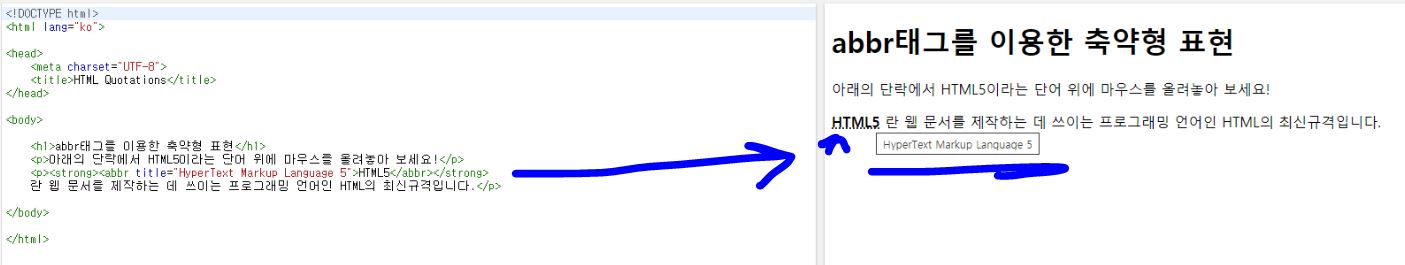 <!DOCTYPE html>
<html lang="ko">
<head>
<meta charset="UTF-8">
<title>HTML Quotations</title>
</head>
<body>
<h1>abbr태그를 이용한 축약형 표현</h1>
<p>아래의 단락에서 HTML5이라는 단어 위에 마우스를 올려놓아 보세요!</p>
<p><strong><abbr title="HyperText Markup Language 5">HTML5</abbr></strong>
란 웹 문서를 제작하는 데 쓰이는 프로그래밍 언어인 HTML의 최신규격입니다.</p>
</body>
</html>
abbr태그를 이용한 축약형 표현
아래의 단락에서 HTML5이라는 단어 위에 마우스를 올려놓아 보세요!
HTML5 란 웹 문서를 제작하는 데 쓰이는 프로그래밍 언어인 HTML의 최신규격입니다.
HyperText Markup Language 5